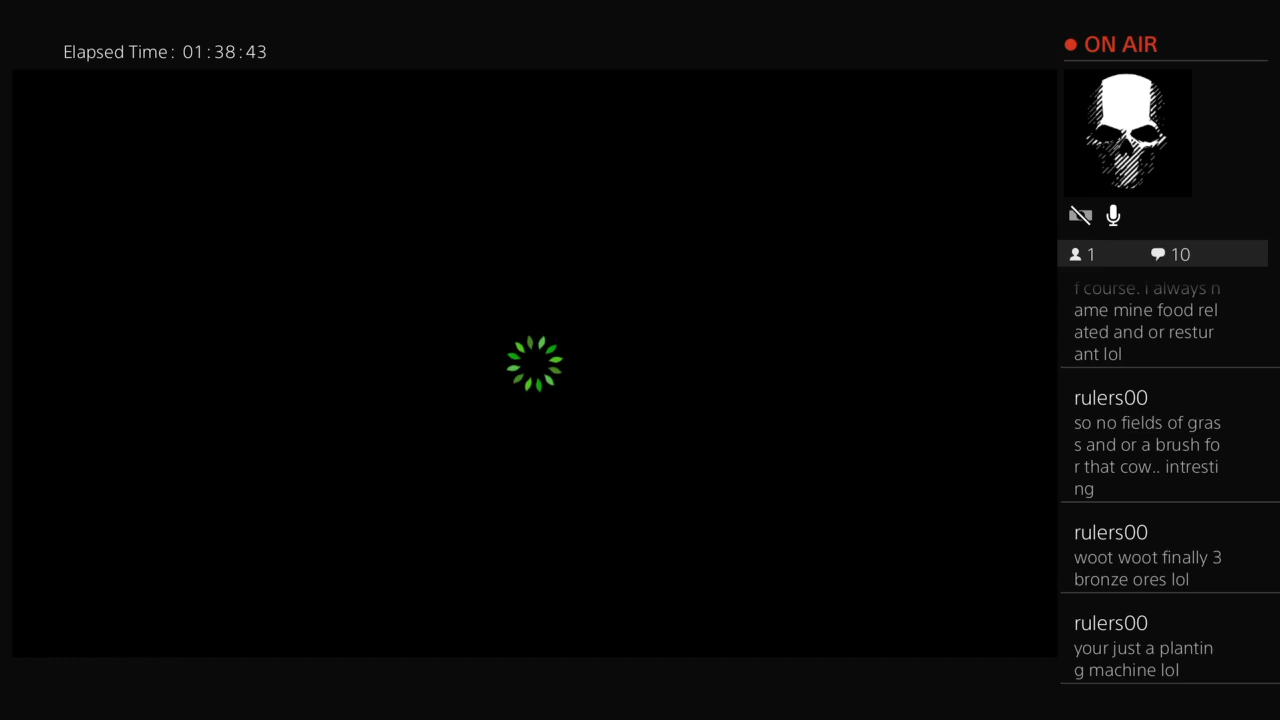 Elapsed Time: 01:38:43
ON AIR
1
10
f course. i always n
ame mine food rel
ated and or restur
ant lol
rulers00
so no fields of gras
s and or a brush fo
r that cow.. intresti
ng
rulers00
woot woot finally 3
bronze ores lol
rulers00
your just a plantin
g machine lol